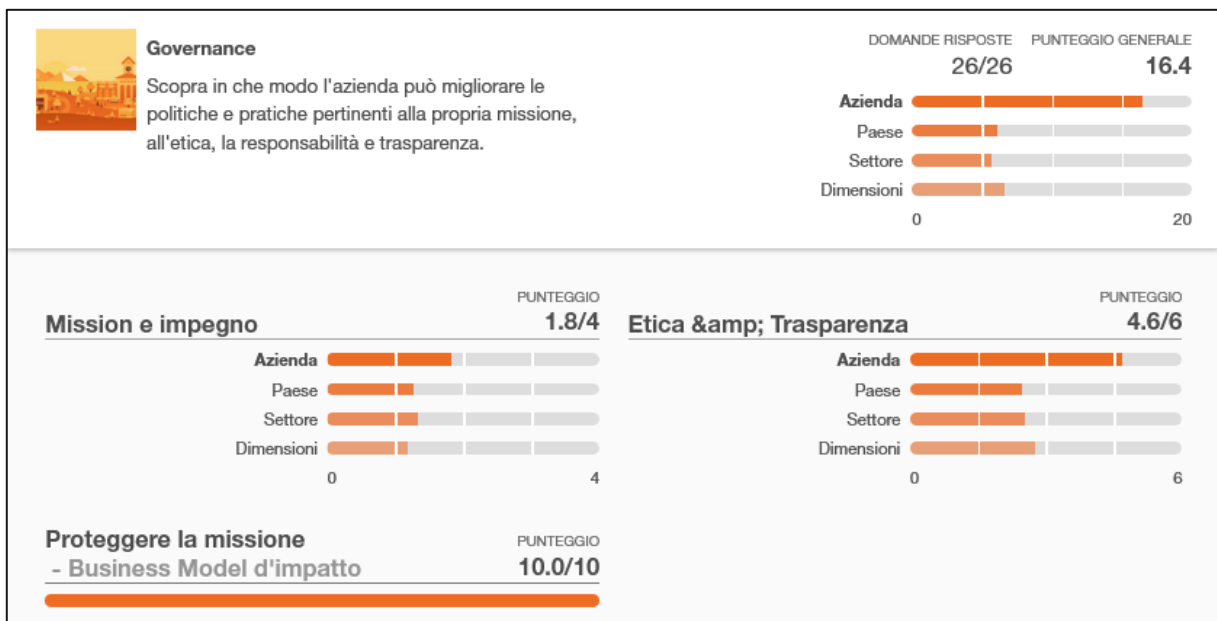 Governance
Scopra in che modo l'azienda può migliorare le
politiche e pratiche pertinenti alla propria missione,
all'etica, la responsabilità e trasparenza.
DOMANDE RISPOSTE PUNTEGGIO GENERALE
26/26 16.4
Azienda
Paese
Settore
Dimensioni
0 20
PUNTEGGIO
Mission e impegno 1.8/4
Azienda
Paese
Settore
Dimensioni
0 4
PUNTEGGIO
Etica &amp; Trasparenza 4.6/6
Azienda
Paese
Settore
Dimensioni
0 6
Proteggere la missione PUNTEGGIO
- Business Model d'impatto 10.0/10